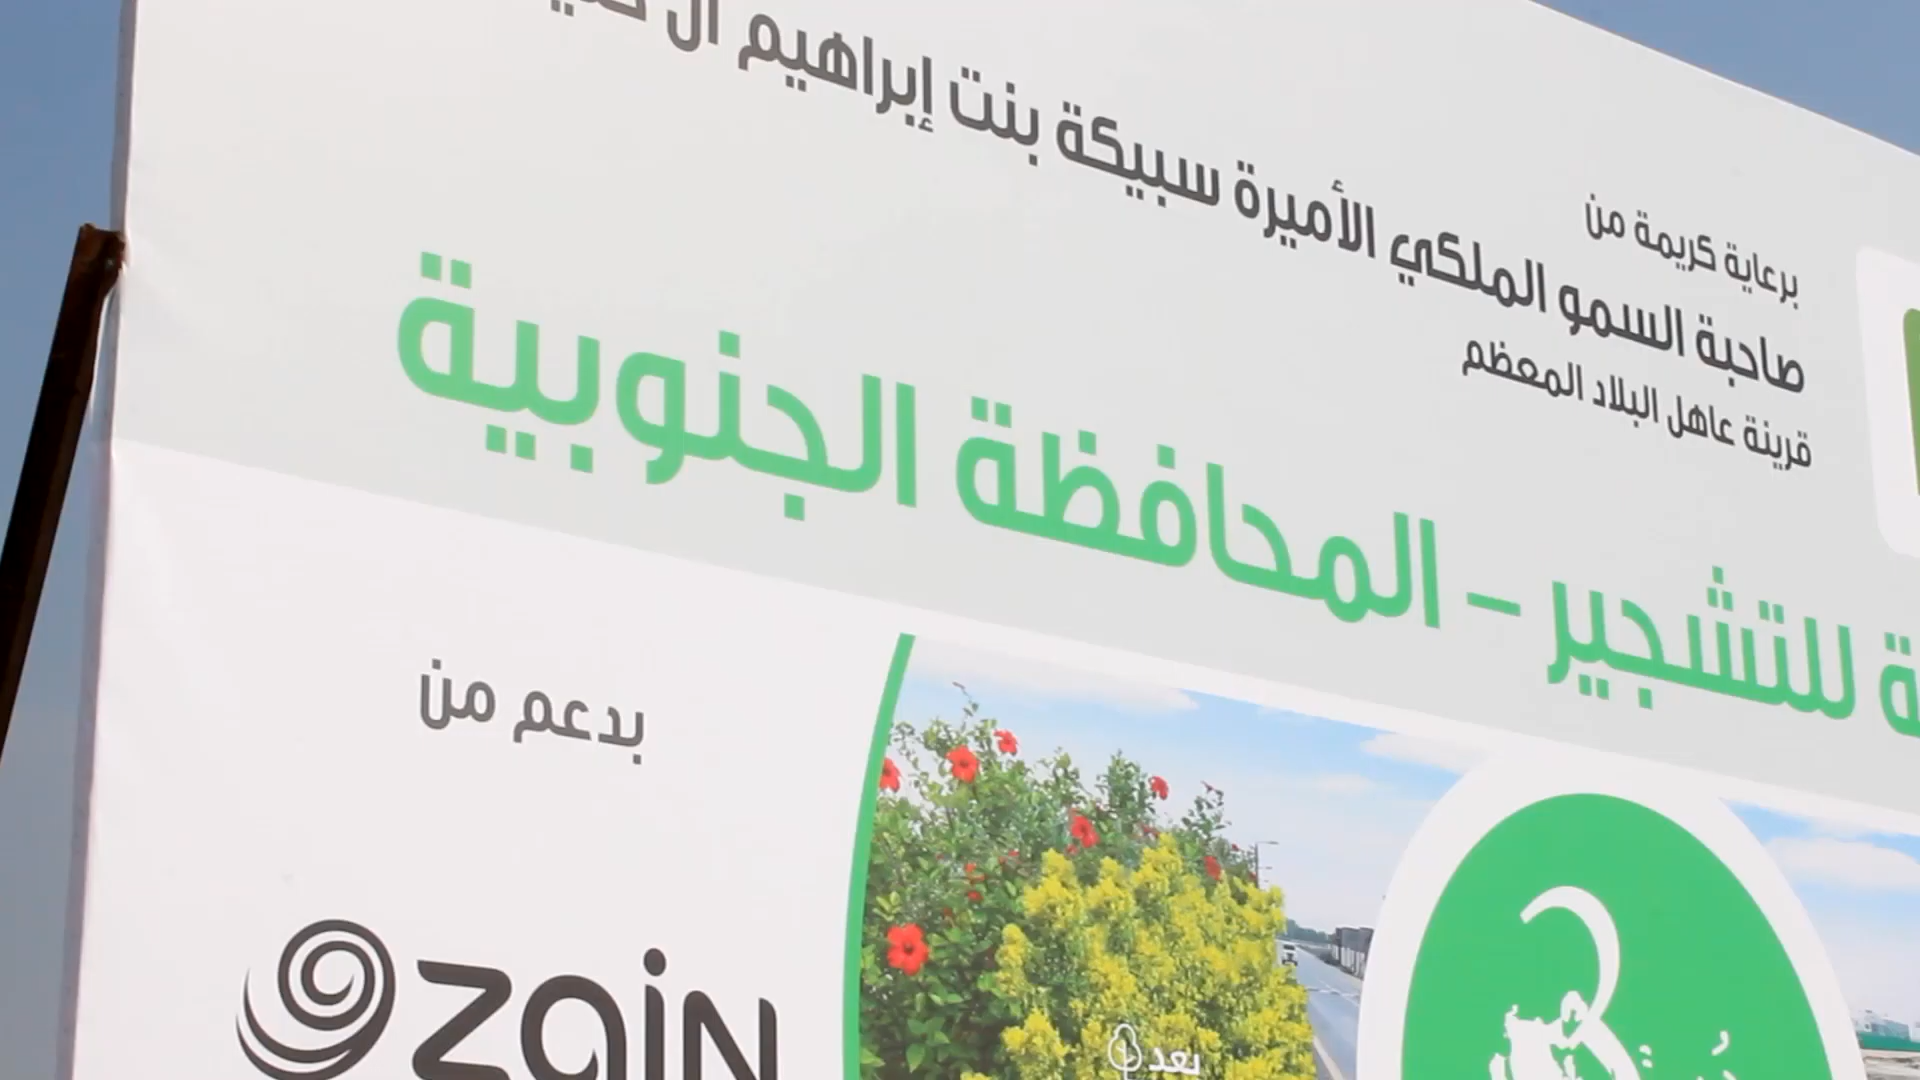 برعاية كريمة من
صاحبة السمو الملكي الأميرة سبيكة بنت إبراهيم آل
قرينة عاهل البلاد المعظم
للتشجير – المحافظة الجنوبية
بدعم من
zain
بعد